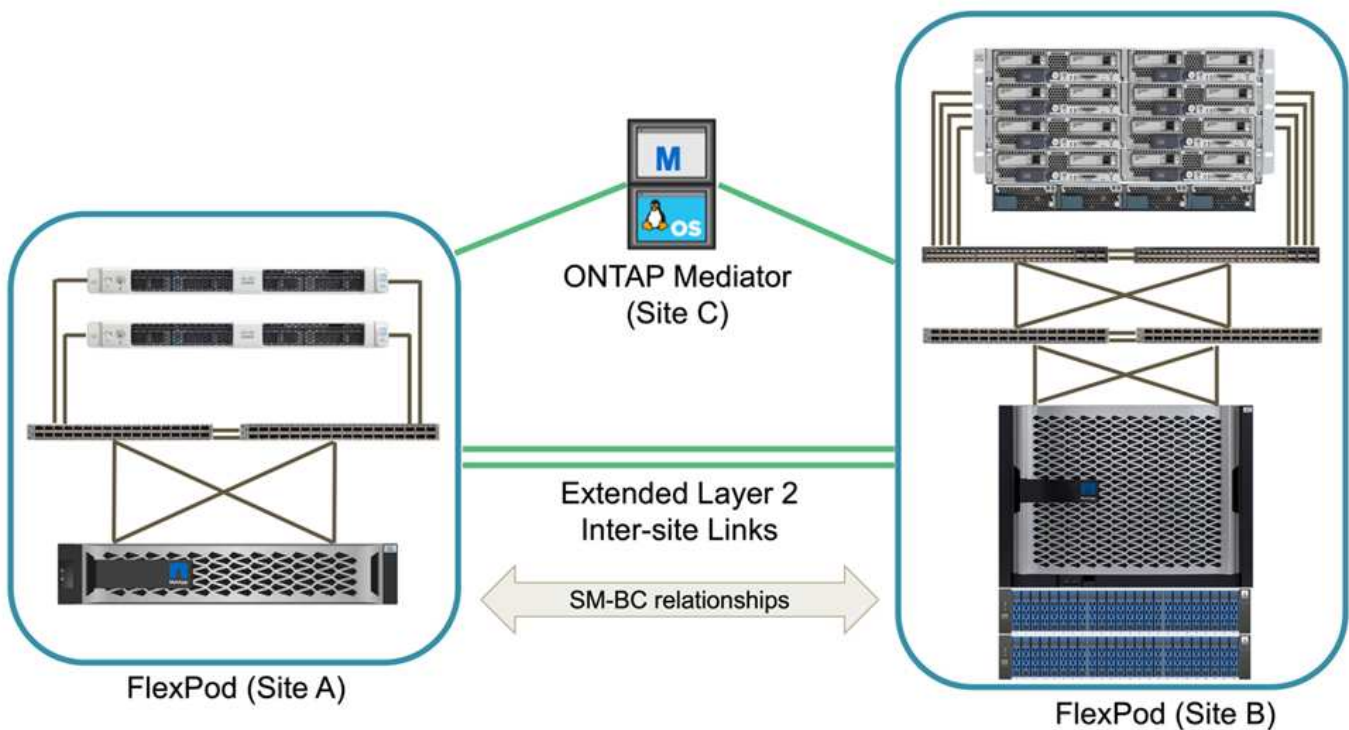 M
OS
ONTAP Mediator
(Site C)
Extended Layer 2
Inter-site Links
SM-BC relationships
FlexPod (Site A)
FlexPod (Site B)